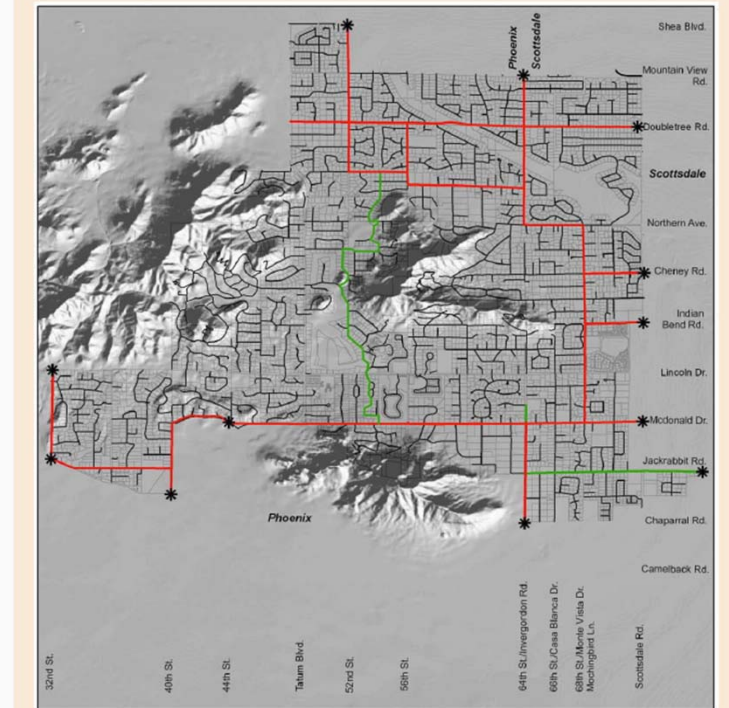 Shea Blvd.
Phoenix
Scottsdale
Mountain View
Rd.
Doubletree Rd.
Scottsdale
Northern Ave.
Cheney Rd.
Indian
Bend Rd.
Lincoln Dr.
Mcdonald Dr.
Jackrabbit Rd.
Phoenix
Chaparral Rd.
Camelback Rd.
32nd St.
40th St.
44th St.
Tatum Blvd.
52nd St.
56th St.
64th St./Invergordon Rd.
66th St./Casa Blanca Dr.
68th St./Monte Vista Dr.
Mochingbird Ln.
Scottsdale Rd.